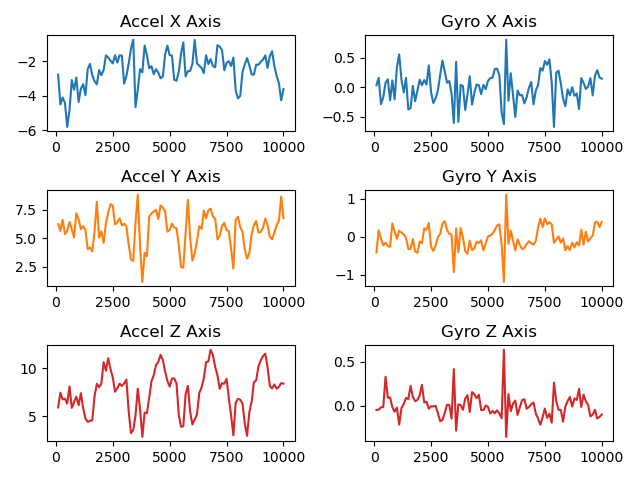 Accel X Axis
Gyro X Axis
−2
−4
−6
0 2500 5000 7500 10000
0.5
0.0
−0.5
0 2500 5000 7500 10000
Accel Y Axis
Gyro Y Axis
7.5
5.0
2.5
0 2500 5000 7500 10000
1
0
−1
0 2500 5000 7500 10000
Accel Z Axis
Gyro Z Axis
10
5
0 2500 5000 7500 10000
0.5
0.0
0 2500 5000 7500 10000